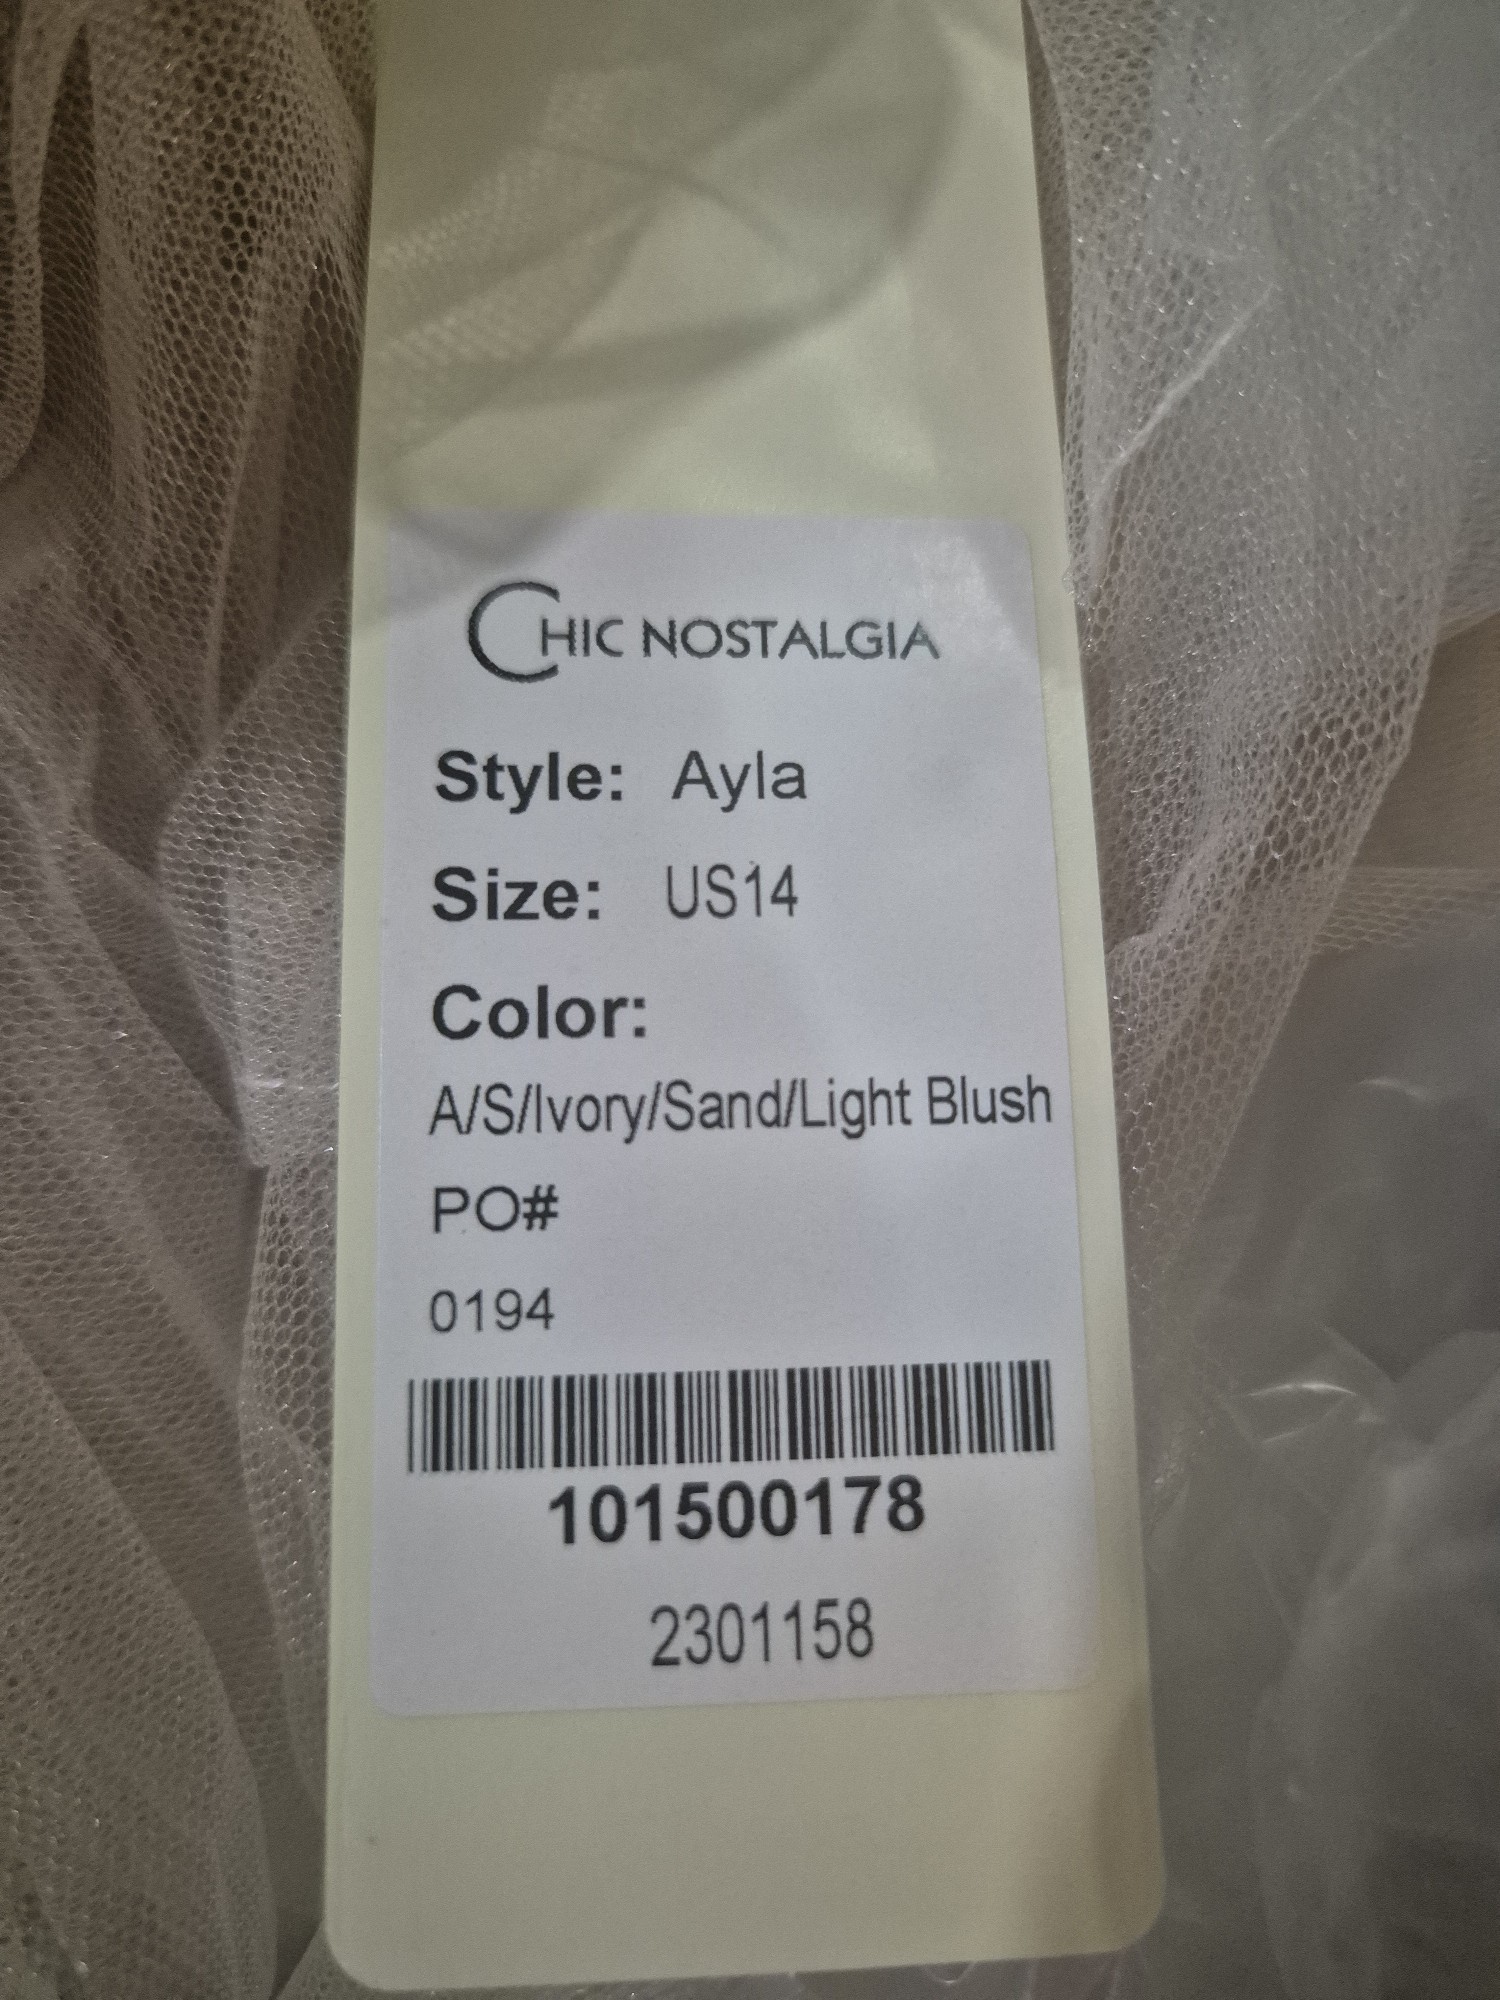 CHIC NOSTALGIA
Style: Ayla
Size: US14
Color:
A/S/Ivory/Sand/Light Blush
PO#
0194
101500178
2301158